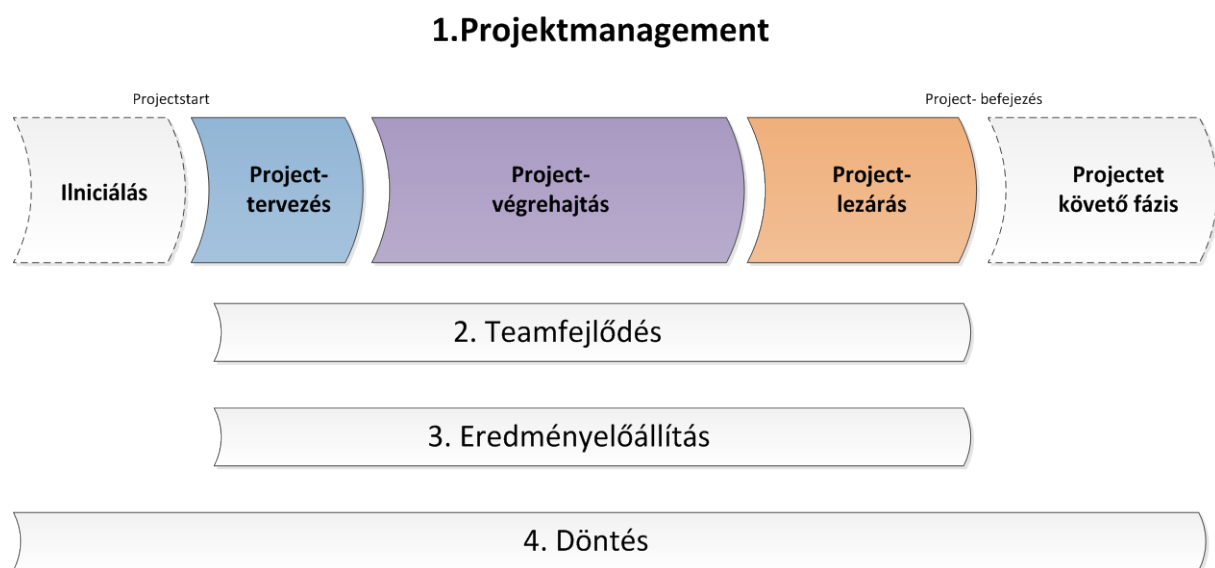 1.Projektmanagement
Projectstart
Project- befejezés
Ilniciálás
Project-
tervezés
Project-
végrehajtás
Project-
lezárás
Projectet
követő fázis
2. Teamfejlődés
3. Eredményelőállítás
4. Döntés